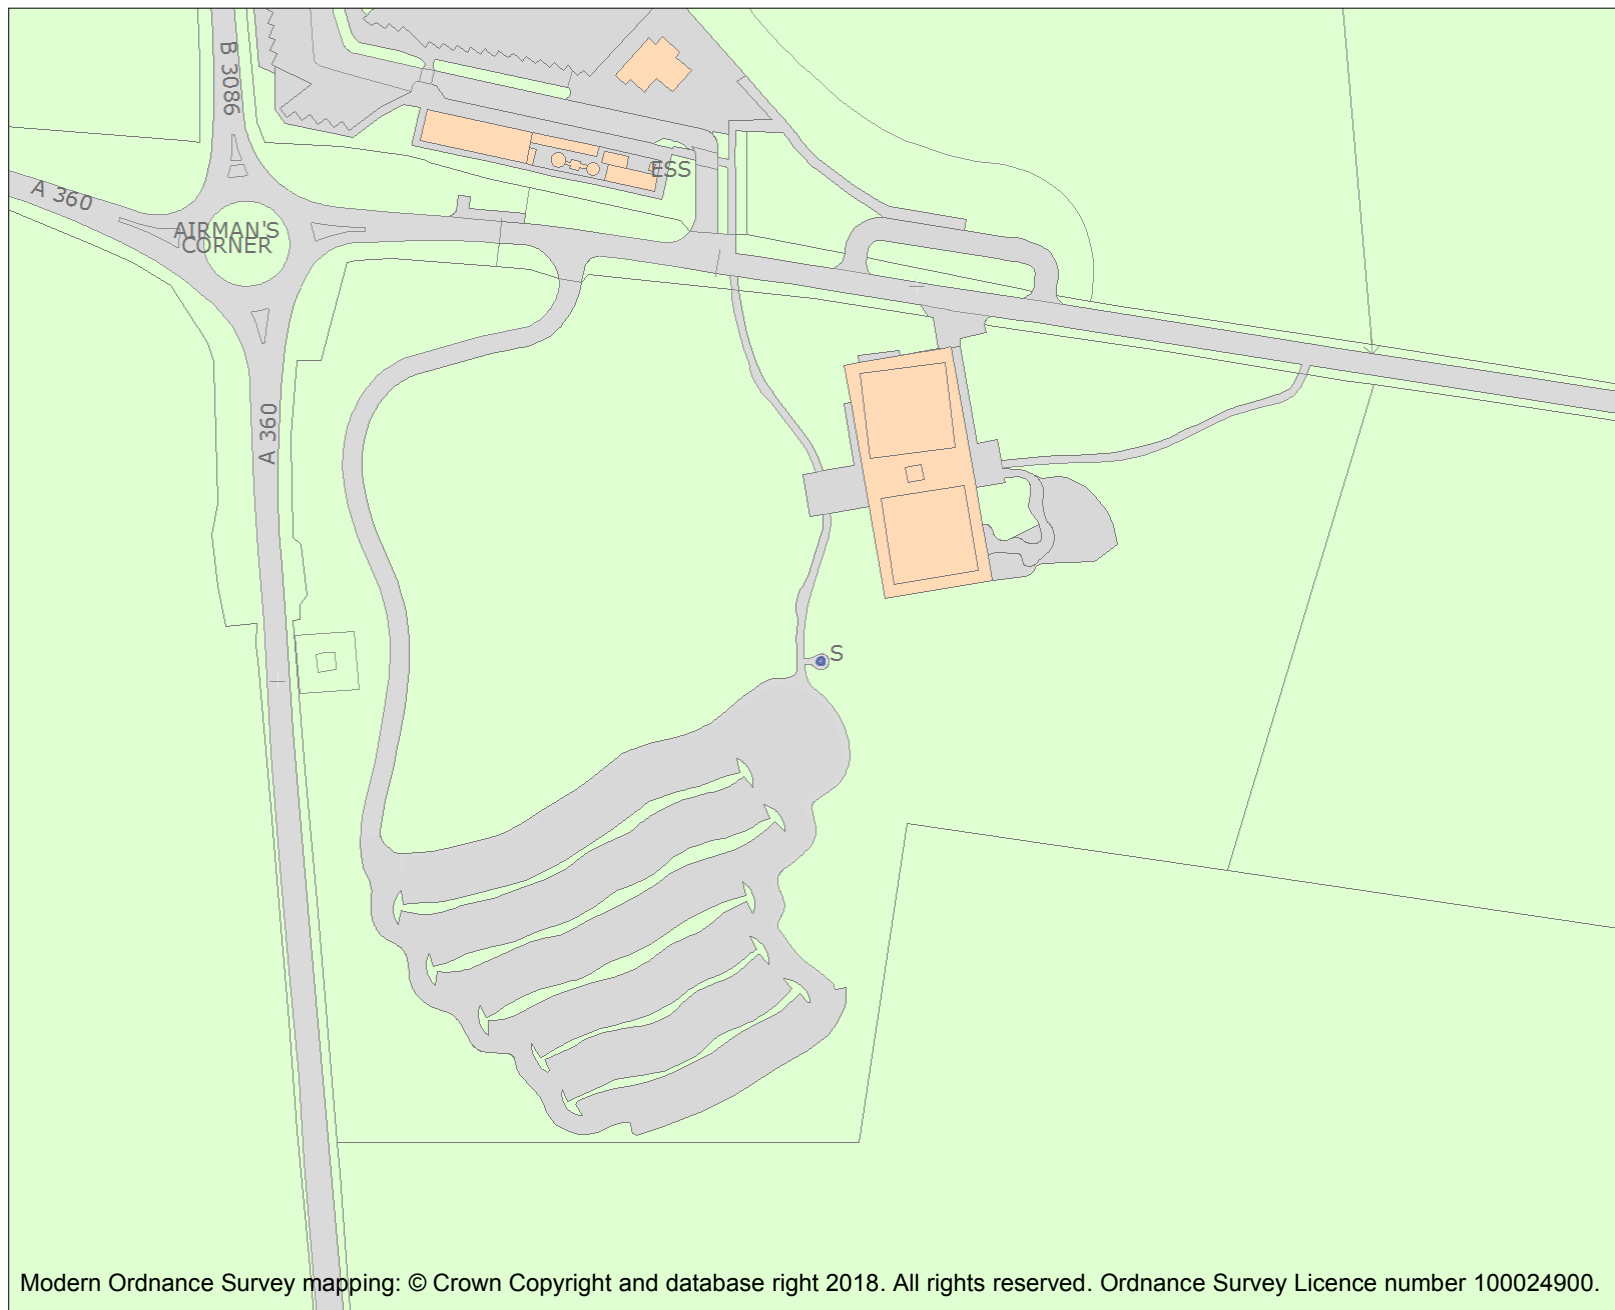 B 3086
A 360
ESS
AIRMAN'S
CORNER
A 360
S
Modern Ordnance Survey mapping: © Crown Copyright and database right 2018. All rights reserved. Ordnance Survey Licence number 100024900.